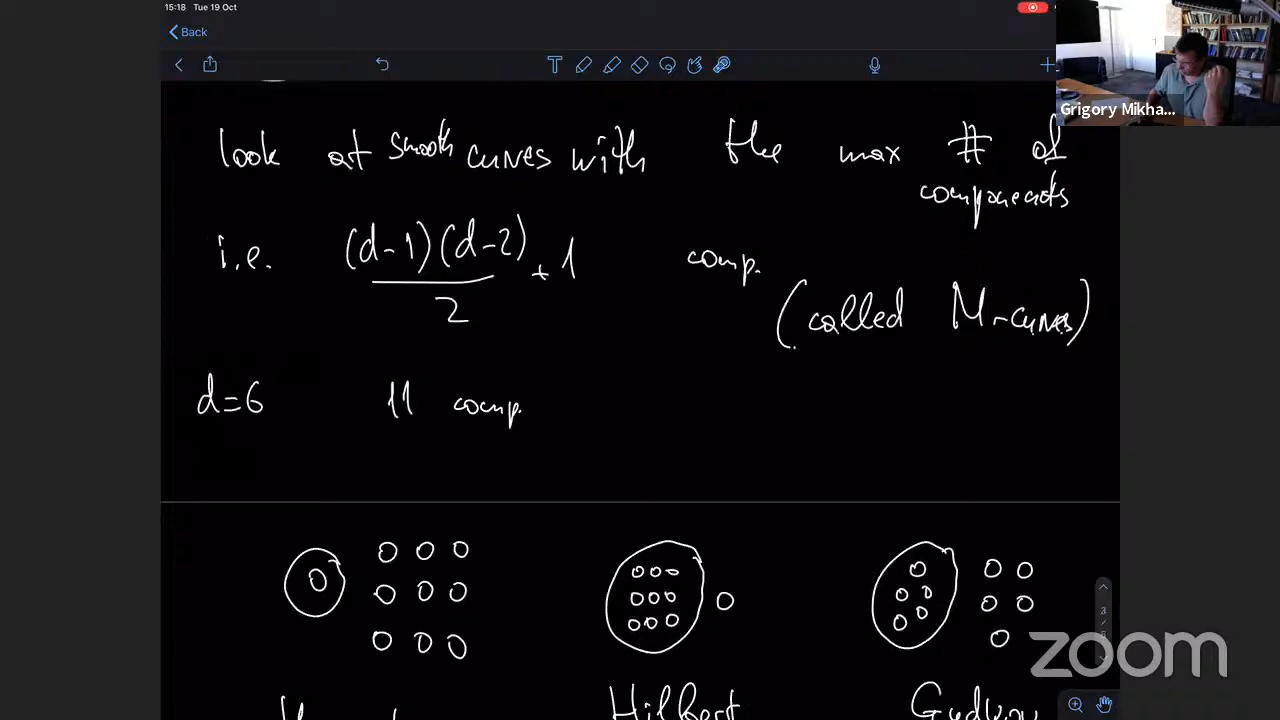 15:18 Tue 19 Oct
Back
Grigory Mikha...
look at smooth curves with the max # of
components
i.e. (d-1)(d-2)/2 + 1 comp.
(called M-curves)
d=6 11 comp.
Hilbert
zoom